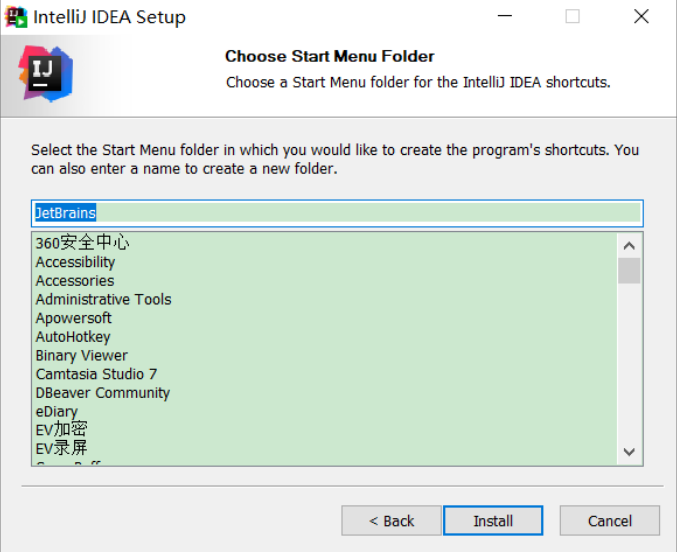 IntelliJ IDEA Setup
IJ
Choose Start Menu Folder
Choose a Start Menu folder for the IntelliJ IDEA shortcuts.
Select the Start Menu folder in which you would like to create the program's shortcuts. You
can also enter a name to create a new folder.
JetBrains
360安全中心
Accessibility
Accessories
Administrative Tools
Apowersoft
AutoHotkey
Binary Viewer
Camtasia Studio 7
DBeaver Community
eDiary
EV加密
EV录屏
< Back
Install
Cancel